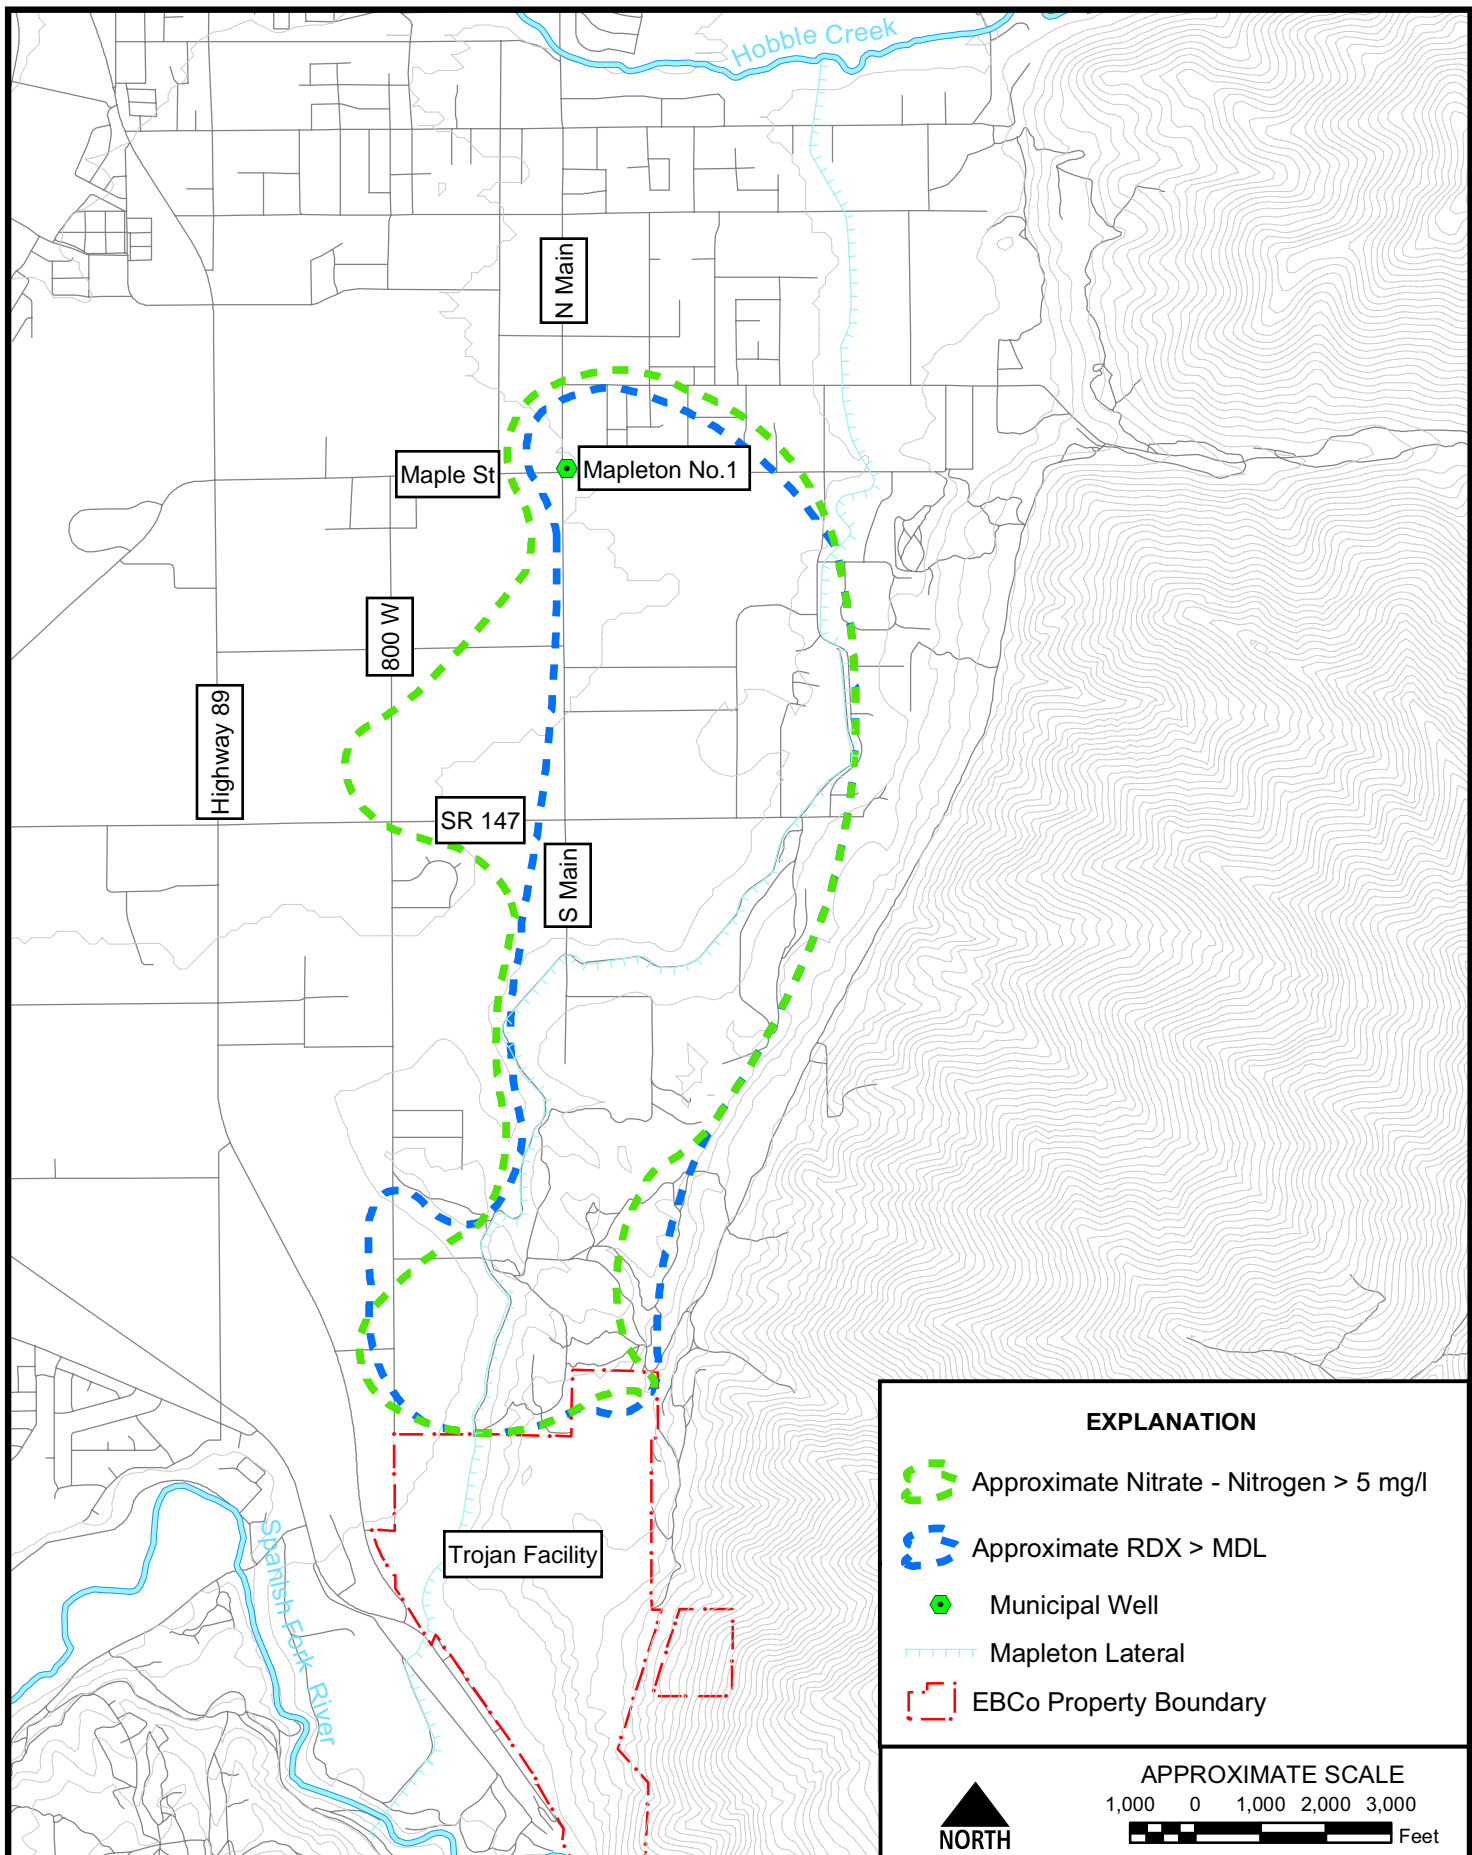 Hobble Creek
N Main
Maple St
Mapleton No.1
800 W
Highway 89
SR 147
S Main
Trojan Facility
Spanish Fork River
EXPLANATION
Approximate Nitrate - Nitrogen > 5 mg/l
Approximate RDX > MDL
Municipal Well
Mapleton Lateral
EBCo Property Boundary
APPROXIMATE SCALE
1,000 0 1,000 2,000 3,000
Feet
NORTH